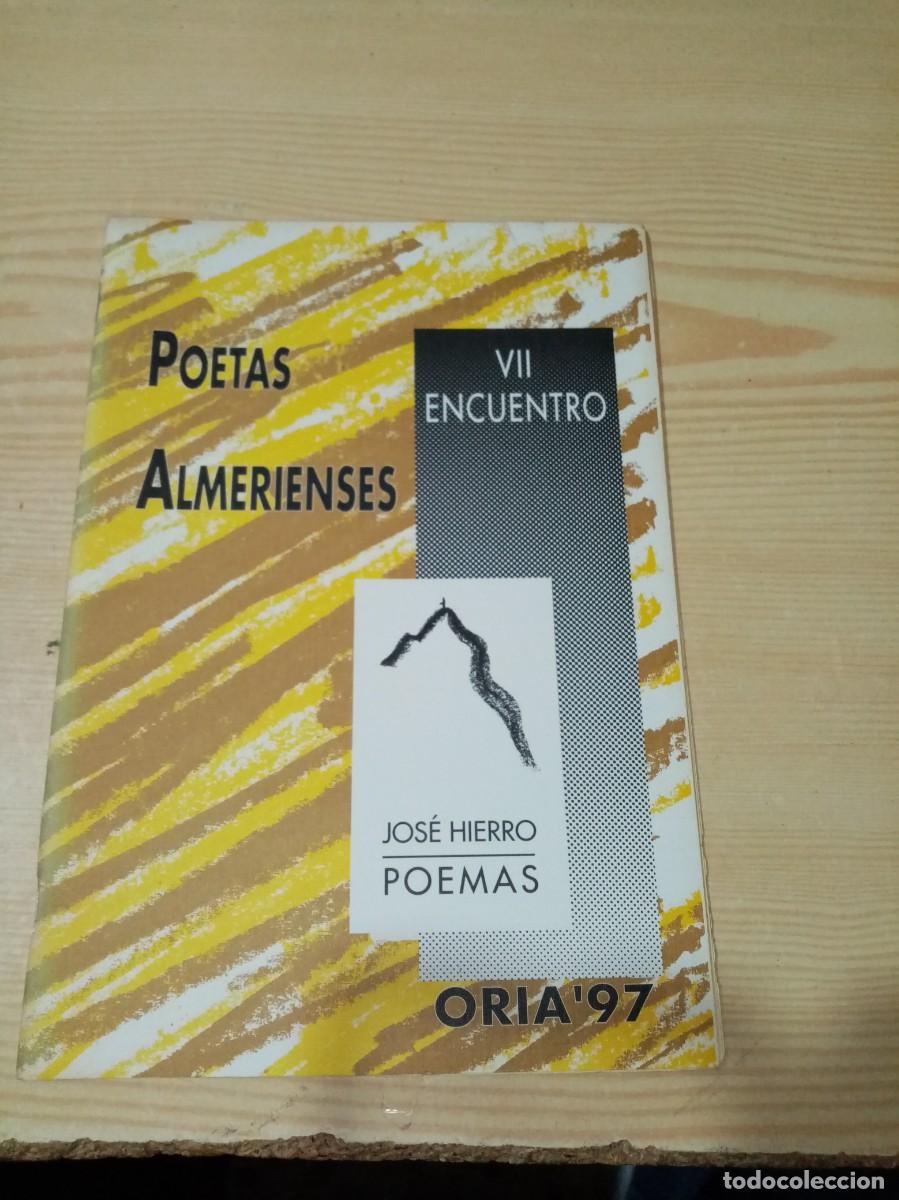 POETAS
ALMERIENSES
VII
ENCUENTRO
JOSÉ HIERRO
POEMAS
ORIA'97
todocoleccion